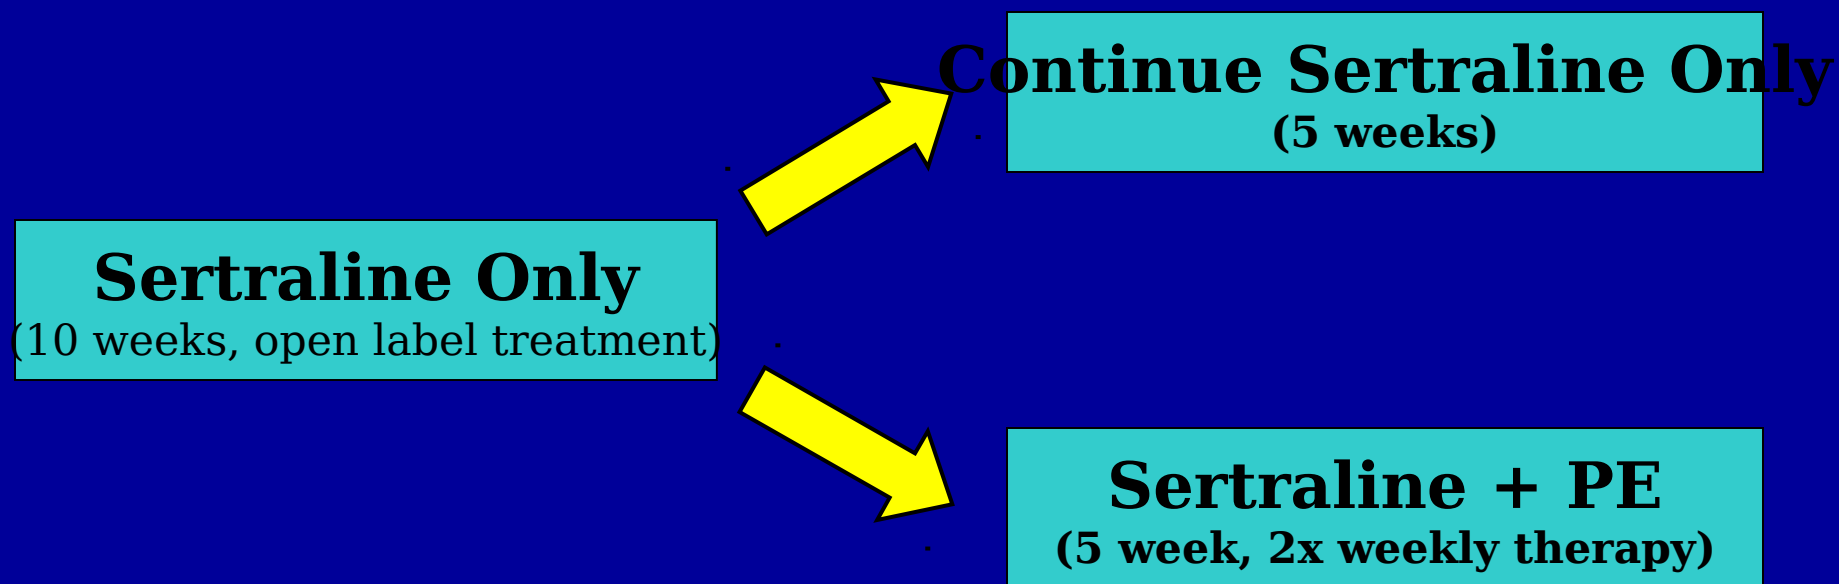 Continue Sertraline Only
(5 weeks)
Sertraline Only
(10 weeks, open label treatment)
Sertraline + PE
(5 week, 2x weekly therapy)